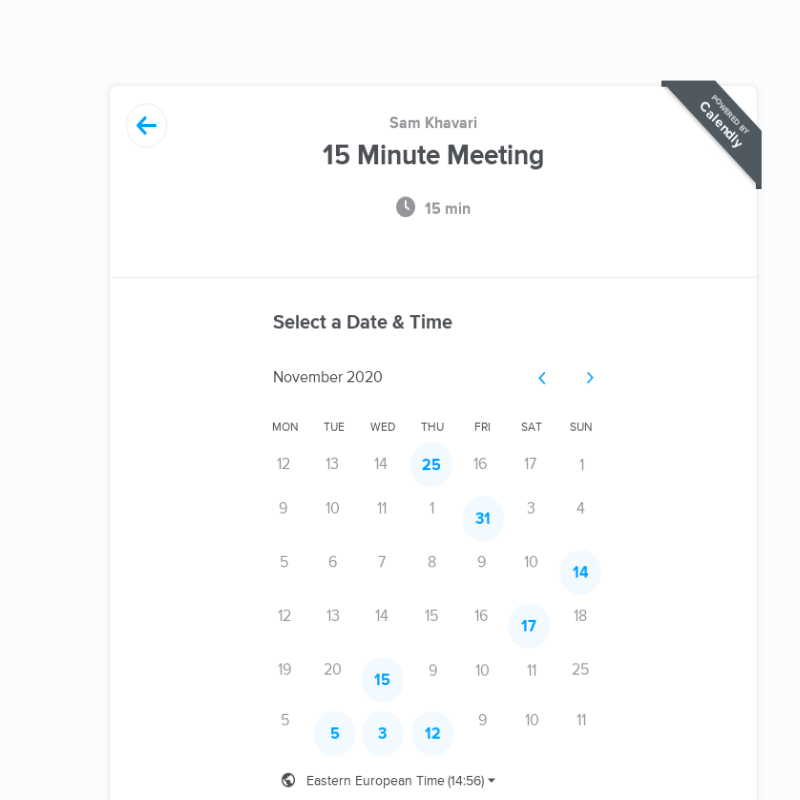 POWERED BY
Calendly
Sam Khavari
15 Minute Meeting
15 min
Select a Date & Time
November 2020
MON TUE WED THU FRI SAT SUN
12 13 14 25 16 17 1
9 10 11 1 31 3 4
5 6 7 8 9 10 14
12 13 14 15 16 17 18
19 20 15 9 10 11 25
5 5 3 12 9 10 11
Eastern European Time (14:56)